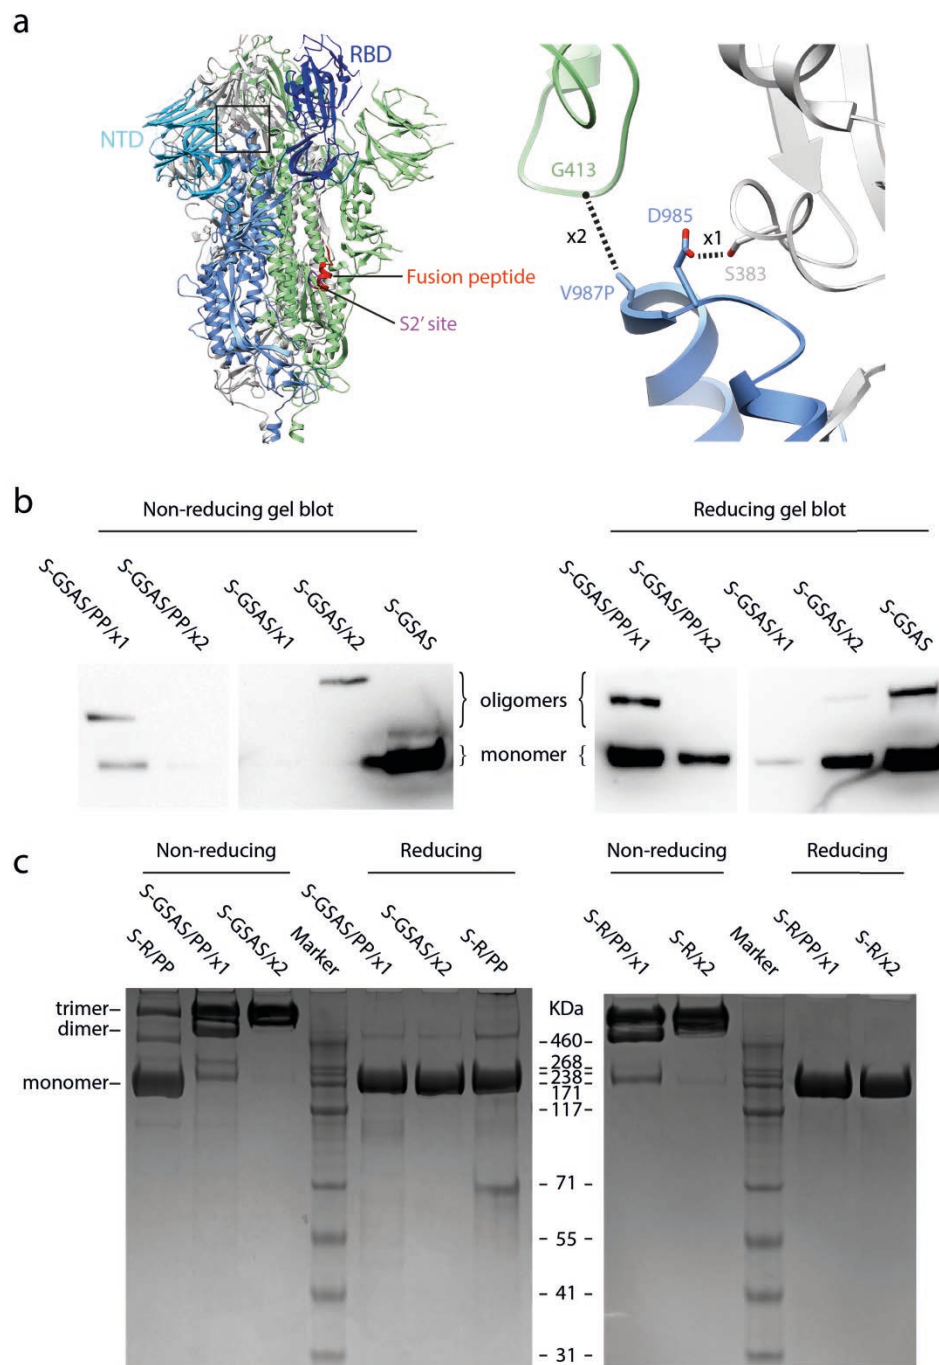 a
RBD
NTD
Fusion peptide
S2′ site
G413
x2
D985
x1
S383
V987P
b
Non-reducing gel blot
Reducing gel blot
S-GSAS/PP/x1
S-GSAS/PP/x2
S-GSAS/x1
S-GSAS/x2
S-GSAS
S-GSAS/PP/x1
S-GSAS/PP/x2
S-GSAS/x1
S-GSAS/x2
S-GSAS
oligomers
monomer
c
Non-reducing
Reducing
Non-reducing
Reducing
S-R/PP
S-GSAS/PP/x1
S-GSAS/x2
Marker
S-GSAS/PP/x1
S-GSAS/x2
S-R/PP
S-R/PP/x1
S-R/x2
Marker
S-R/PP/x1
S-R/x2
trimer–
dimer–
monomer–
KDa
– 460 –
– 268 –
– 238 –
– 171 –
– 117 –
– 71 –
– 55 –
– 41 –
– 31 –